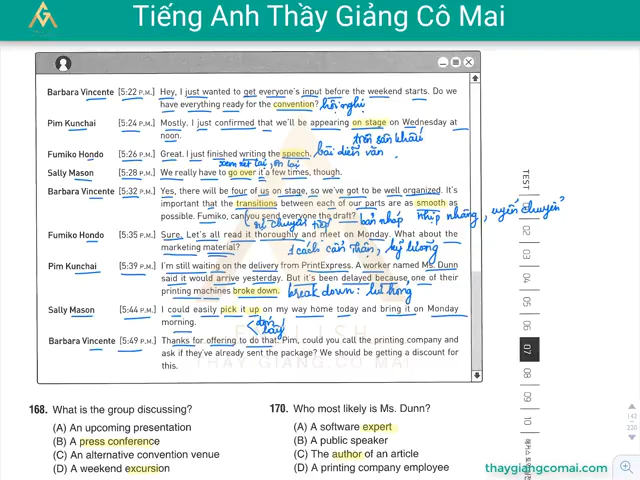 AG
Tiếng Anh Thầy Giảng Cô Mai
Barbara Vincente [5:22 P.M.] Hey, I just wanted to get everyone's input before the weekend starts. Do we
have everything ready for the convention? hội nghị
Pim Kunchai [5:24 P.M.] Mostly. I just confirmed that we'll be appearing on stage on Wednesday at
noon. trên sân khấu
Fumiko Hondo [5:26 P.M.] Great. I just finished writing the speech. bài diễn văn
xem xét lại, ôn lại
Sally Mason [5:28 P.M.] We really have to go over it a few times, though.
Barbara Vincente [5:32 P.M.] Yes, there will be four of us on stage, so we've got to be well organized. It's
important that the transitions between each of our parts are as smooth as
possible. Fumiko, can you send everyone the draft?
sự chuyển tiếp bản nháp nhịp nhàng, uyển chuyển
Fumiko Hondo [5:35 P.M.] Sure. Let's all read it thoroughly and meet on Monday. What about the
marketing material? 1 cách cẩn thận, kỹ lưỡng
Pim Kunchai [5:39 P.M.] I'm still waiting on the delivery from PrintExpress. A worker named Ms. Dunn
said it would arrive yesterday. But it's been delayed because one of their
printing machines broke down. break down: hư hỏng
Sally Mason [5:44 P.M.] I could easily pick it up on my way home today and bring it on Monday
morning.
Barbara Vincente [5:49 P.M.] Thanks for offering to do that. Pim, could you call the printing company and
ask if they've already sent the package? We should be getting a discount for
this.
ENGLISH
THAY GIANG CO MAI
TEST
01
02
03
04
05
06
07
08
09
10
168. What is the group discussing?
(A) An upcoming presentation
(B) A press conference
(C) An alternative convention venue
(D) A weekend excursion
170. Who most likely is Ms. Dunn?
(A) A software expert
(B) A public speaker
(C) The author of an article
(D) A printing company employee
142
220
thaygiangcomai.com